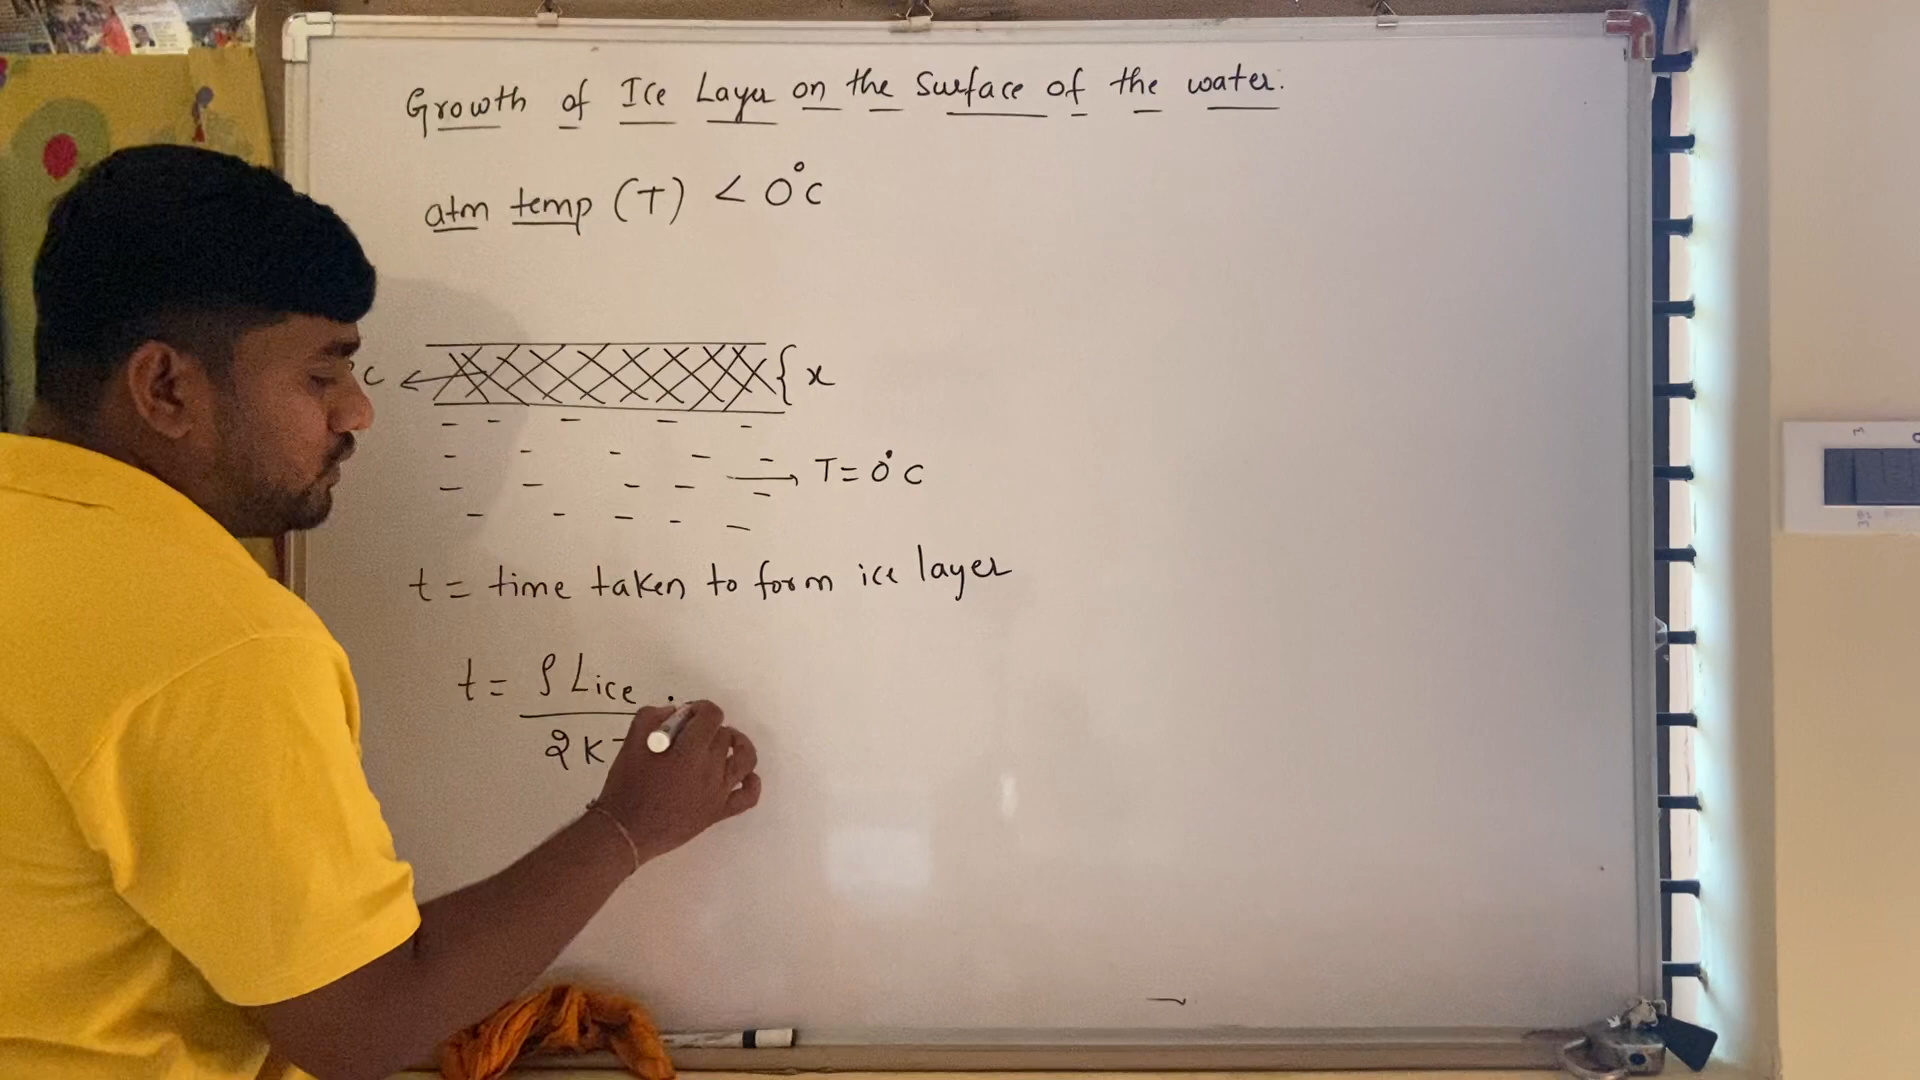 Growth of Ice Layer on the Surface of the water.
atm temp (T) < 0°C
°C
x
T = 0°C
t = time taken to form ice layer
t = ρ Lice
2 K